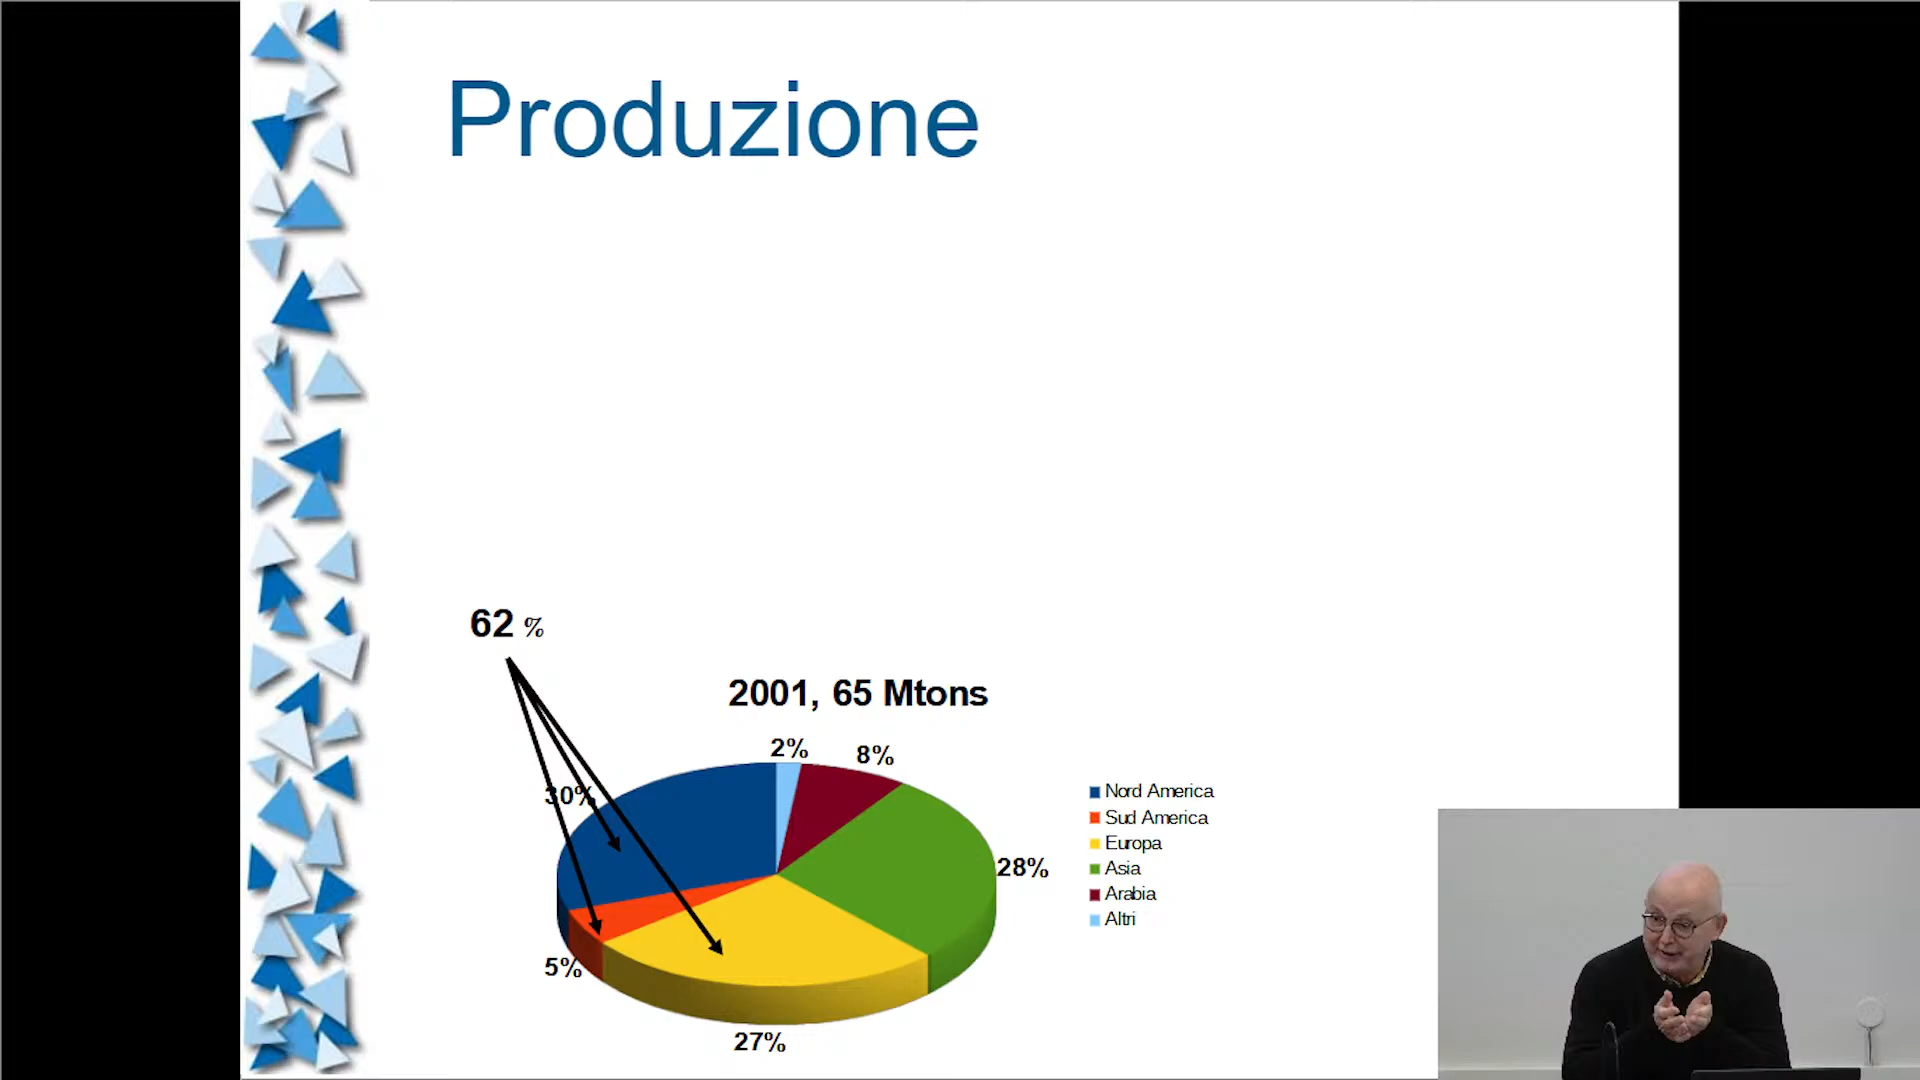 Produzione
62 %
2001, 65 Mtons
2%
8%
30%
28%
5%
27%
Nord America
Sud America
Europa
Asia
Arabia
Altri